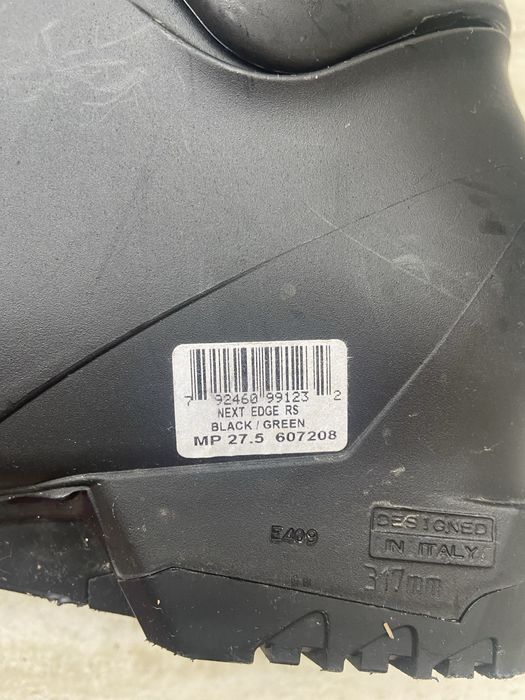 7 92460 99123 2
NEXT EDGE RS
BLACK / GREEN
MP 27.5 607208
E409
DESIGNED
IN ITALY
317mm